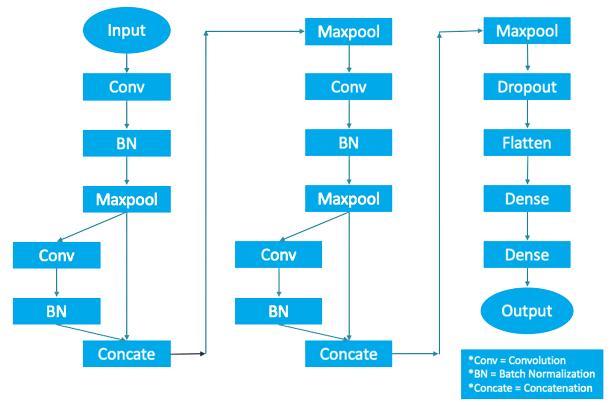 Input
Conv
BN
Maxpool
Conv
BN
Concate
Maxpool
Conv
BN
Maxpool
Conv
BN
Concate
Maxpool
Dropout
Flatten
Dense
Dense
Output
*Conv = Convolution
*BN = Batch Normalization
*Concate = Concatenation